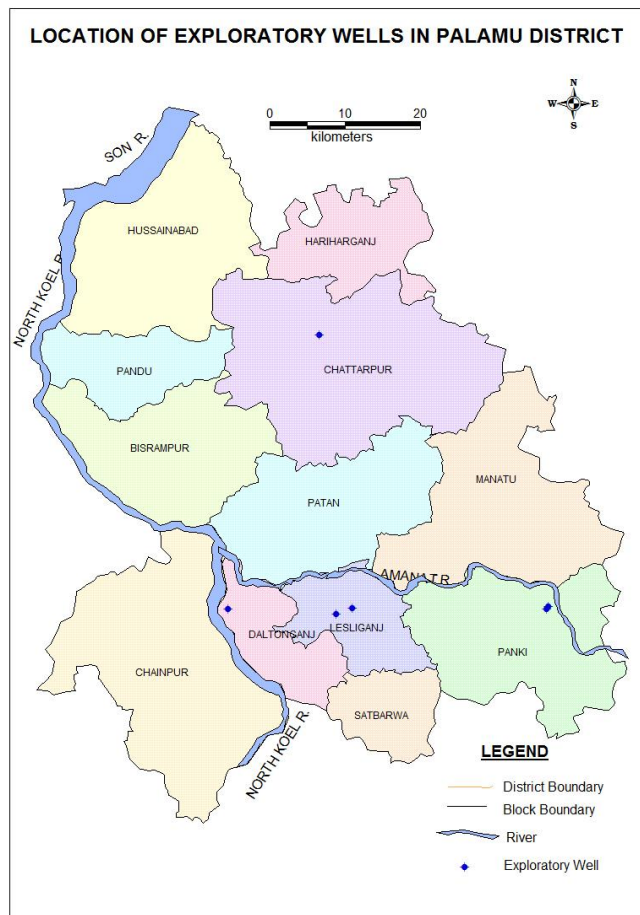 LOCATION OF EXPLORATORY WELLS IN PALAMU DISTRICT
N
W E
S
0 10 20
kilometers
SON R.
HUSSAINABAD
HARIHARGANJ
NORTH KOEL R.
PANDU
CHATTARPUR
BISRAMPUR
MANATU
PATAN
AMANAT R.
DALTONGANJ
LESLIGANJ
PANKI
CHAINPUR
SATBARWA
NORTH KOEL R.
LEGEND
District Boundary
Block Boundary
River
Exploratory Well